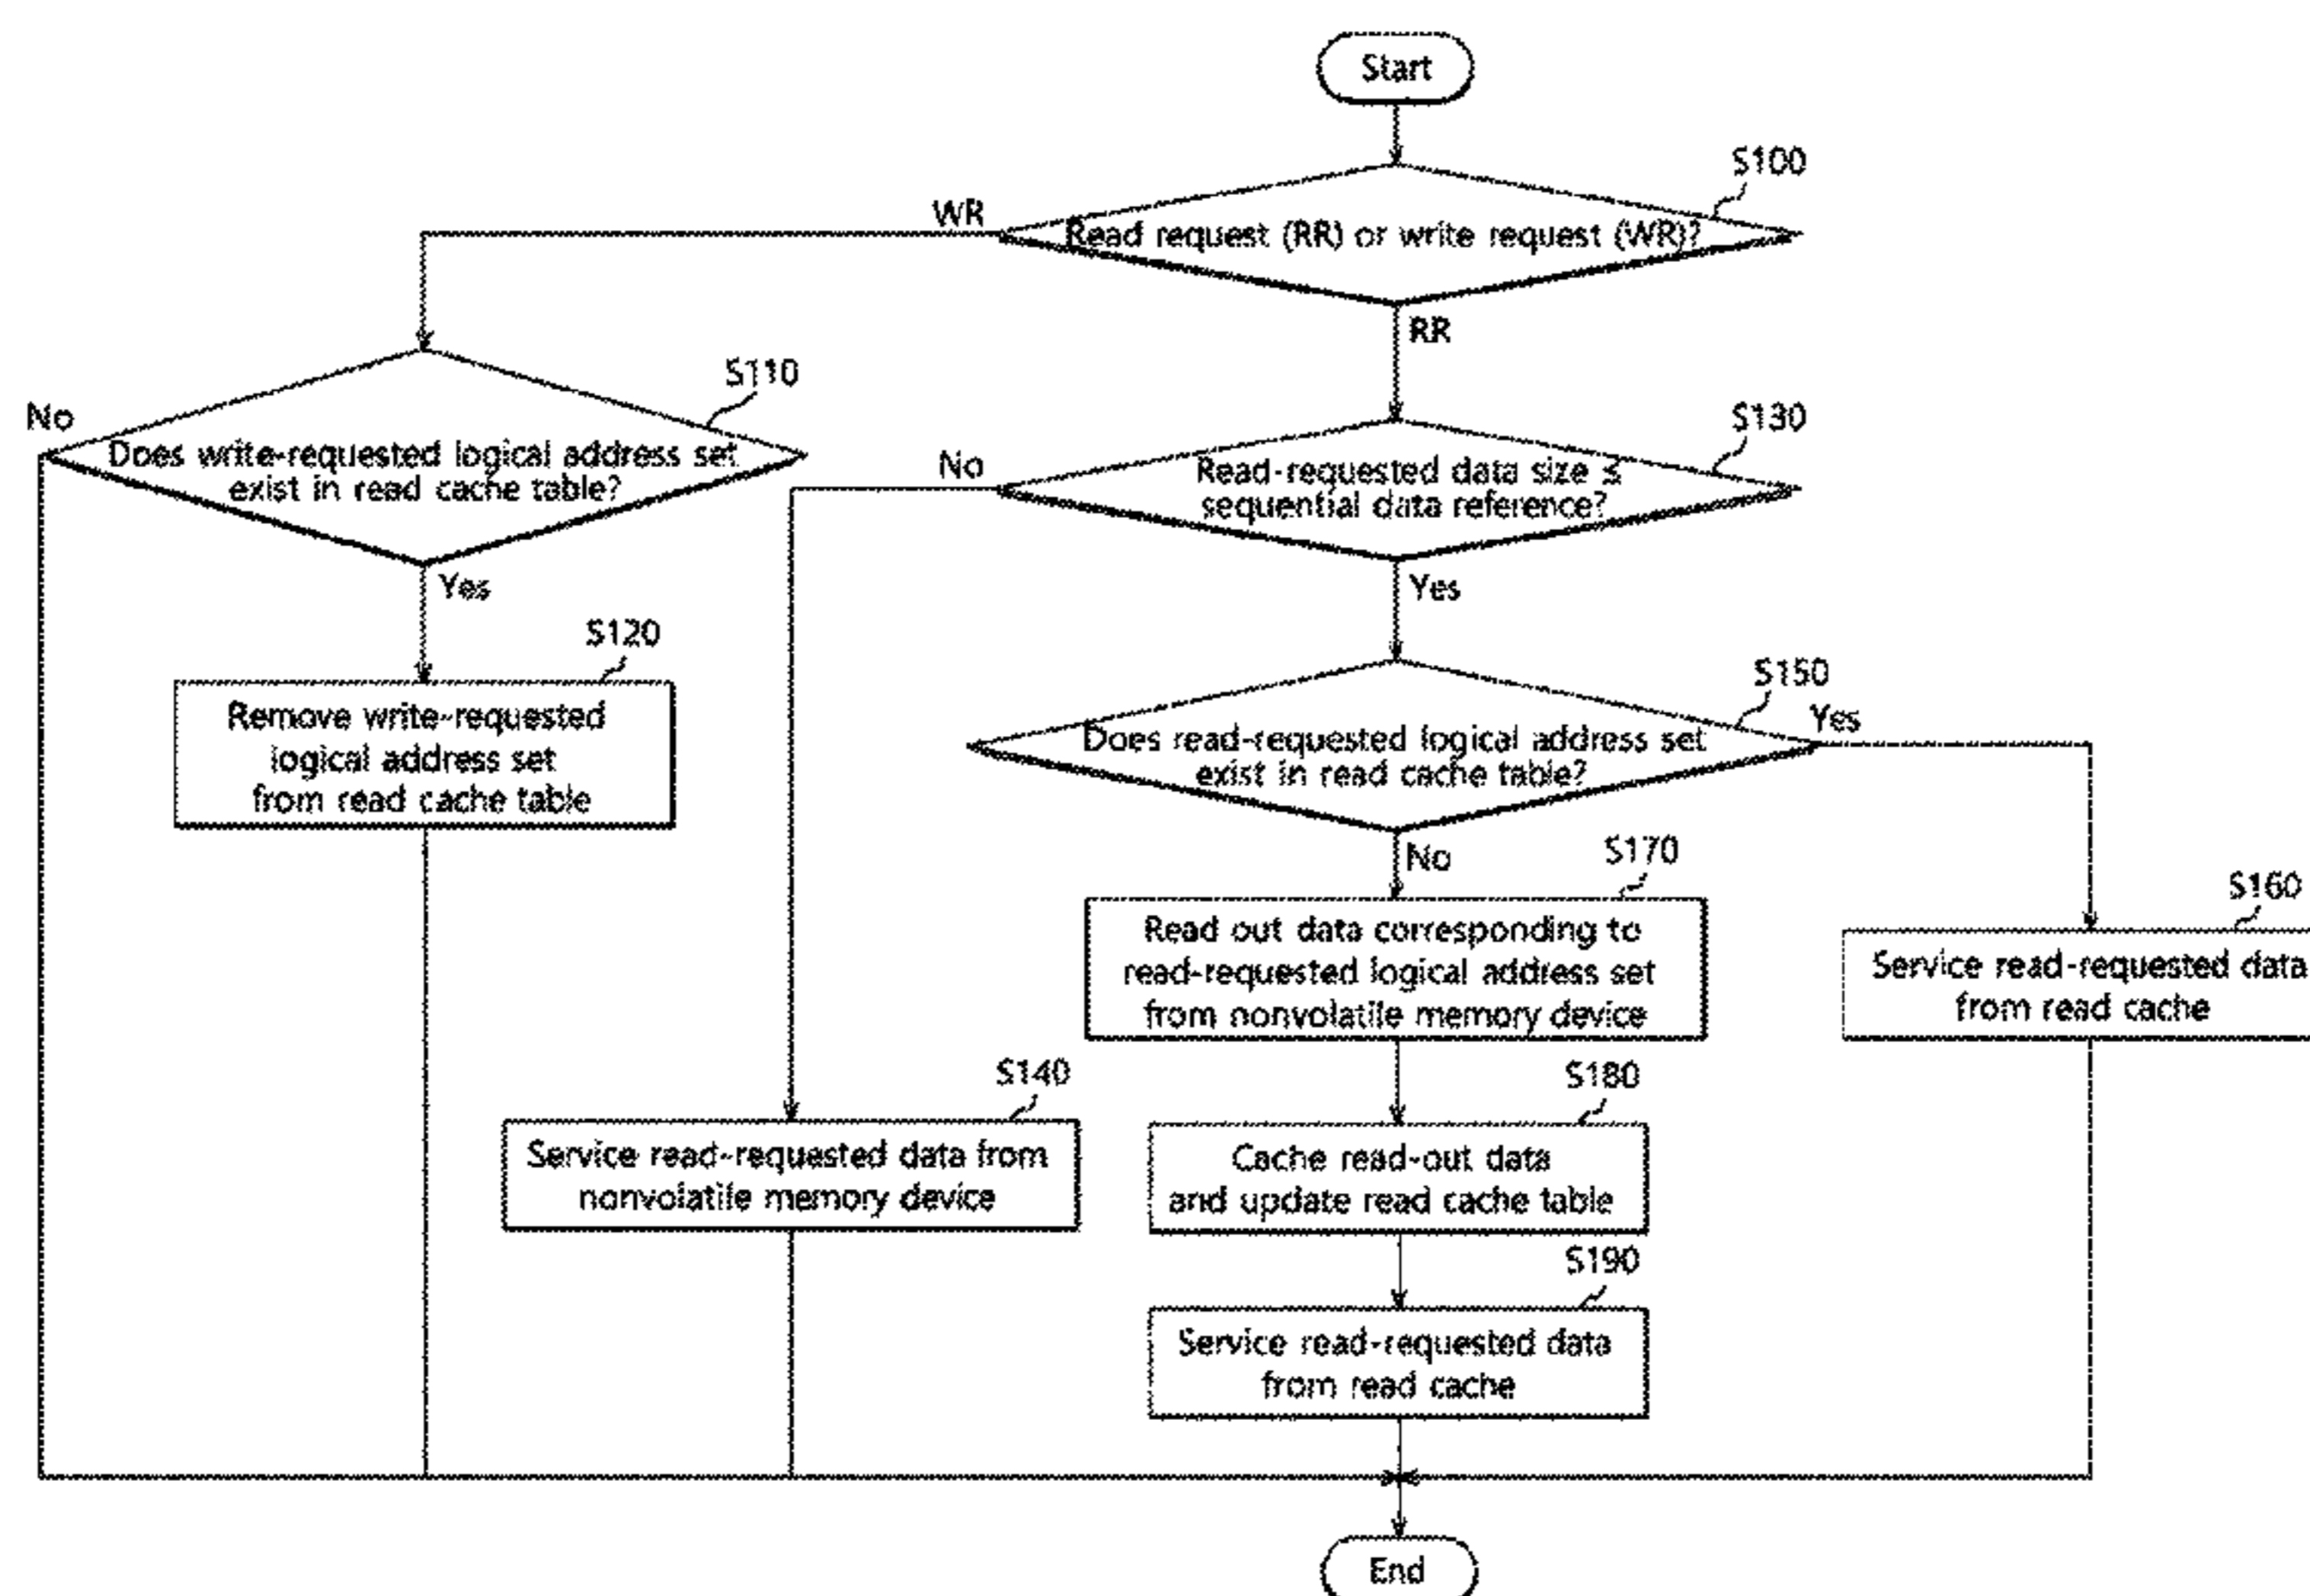 Start
S100
WR
Read request (RR) or write request (WR)?
RR
S110
No
Does write-requested logical address set
exist in read cache table?
Yes
S130
No
Read-requested data size ≤
sequential data reference?
Yes
S120
Remove write-requested
logical address set
from read cache table
S150
Yes
Does read-requested logical address set
exist in read cache table?
No
S170
Read out data corresponding to
read-requested logical address set
from nonvolatile memory device
S160
Service read-requested data
from read cache
S140
Service read-requested data from
nonvolatile memory device
S180
Cache read-out data
and update read cache table
S190
Service read-requested data
from read cache
End